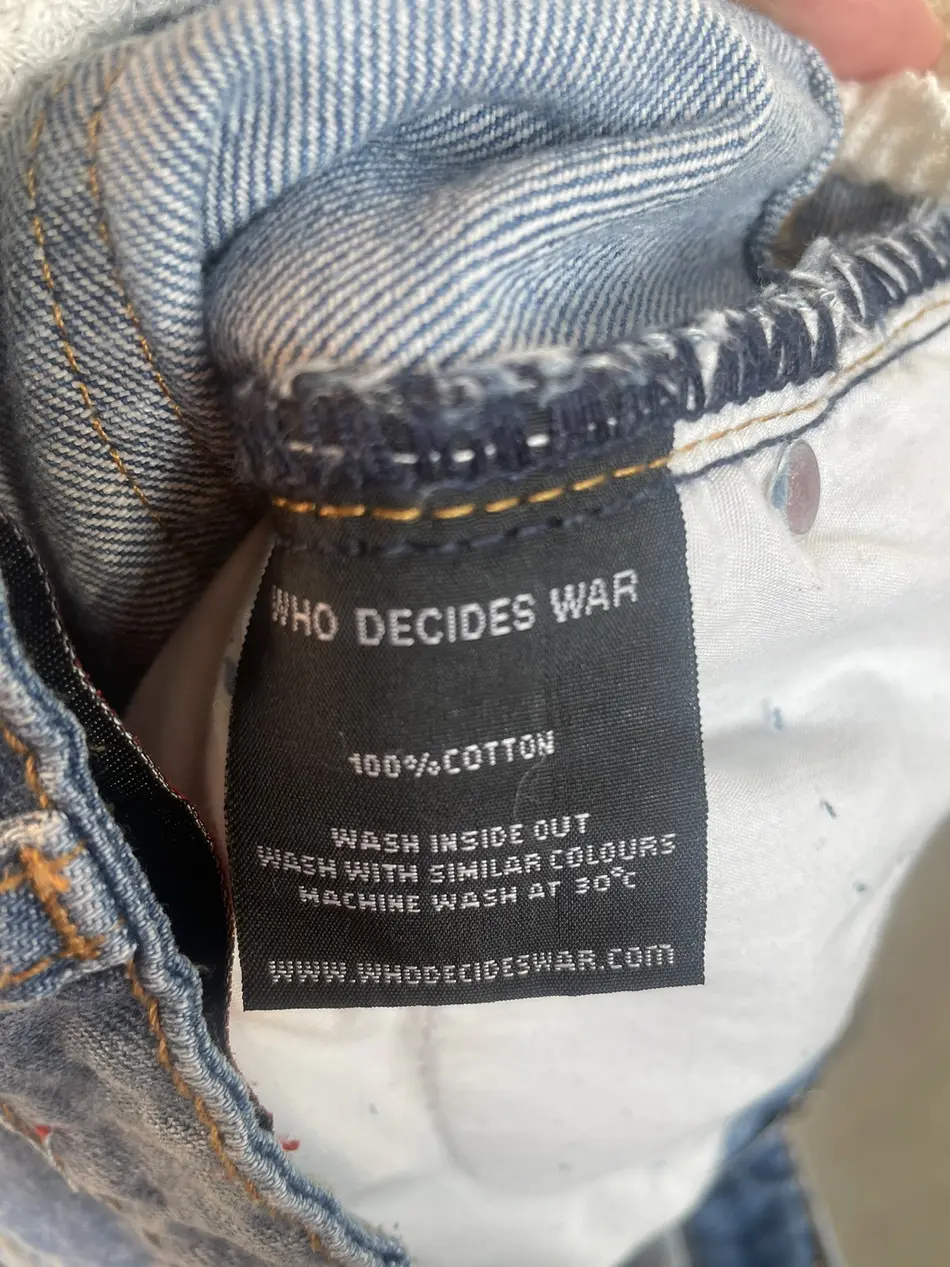 WHO DECIDES WAR
100% COTTON
WASH INSIDE OUT
WASH WITH SIMILAR COLOURS
MACHINE WASH AT 30°C
WWW.WHODECIDESWAR.COM